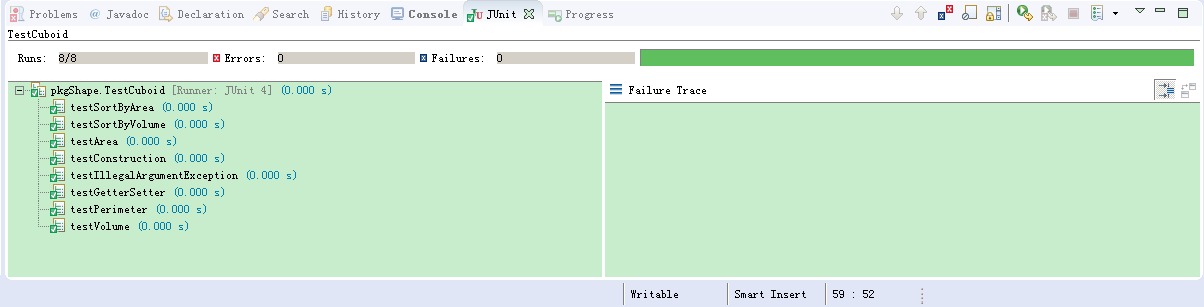 Problems @ Javadoc Declaration Search History Console JUnit Progress
TestCuboid
Runs: 8/8 Errors: 0 Failures: 0
pkgShape.TestCuboid [Runner: JUnit 4] (0.000 s)
Failure Trace
testSortByArea (0.000 s)
testSortByVolume (0.000 s)
testArea (0.000 s)
testConstruction (0.000 s)
testIllegalArgumentException (0.000 s)
testGetterSetter (0.000 s)
testPerimeter (0.000 s)
testVolume (0.000 s)
Writable Smart Insert 59 : 52